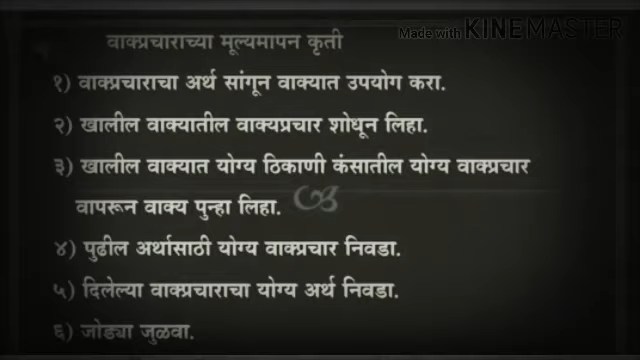 वाक्प्रचाराच्या मूल्यमापन कृती
Made with KINEMASTER
१) वाक्प्रचाराचा अर्थ सांगून वाक्यात उपयोग करा.
२) खालील वाक्यातील वाक्यप्रचार शोधून लिहा.
३) खालील वाक्यात योग्य ठिकाणी कंसातील योग्य वाक्प्रचार
वापरून वाक्य पुन्हा लिहा.
४) पुढील अर्थासाठी योग्य वाक्प्रचार निवडा.
५) दिलेल्या वाक्प्रचाराचा योग्य अर्थ निवडा.
६) जोड्या जुळवा.